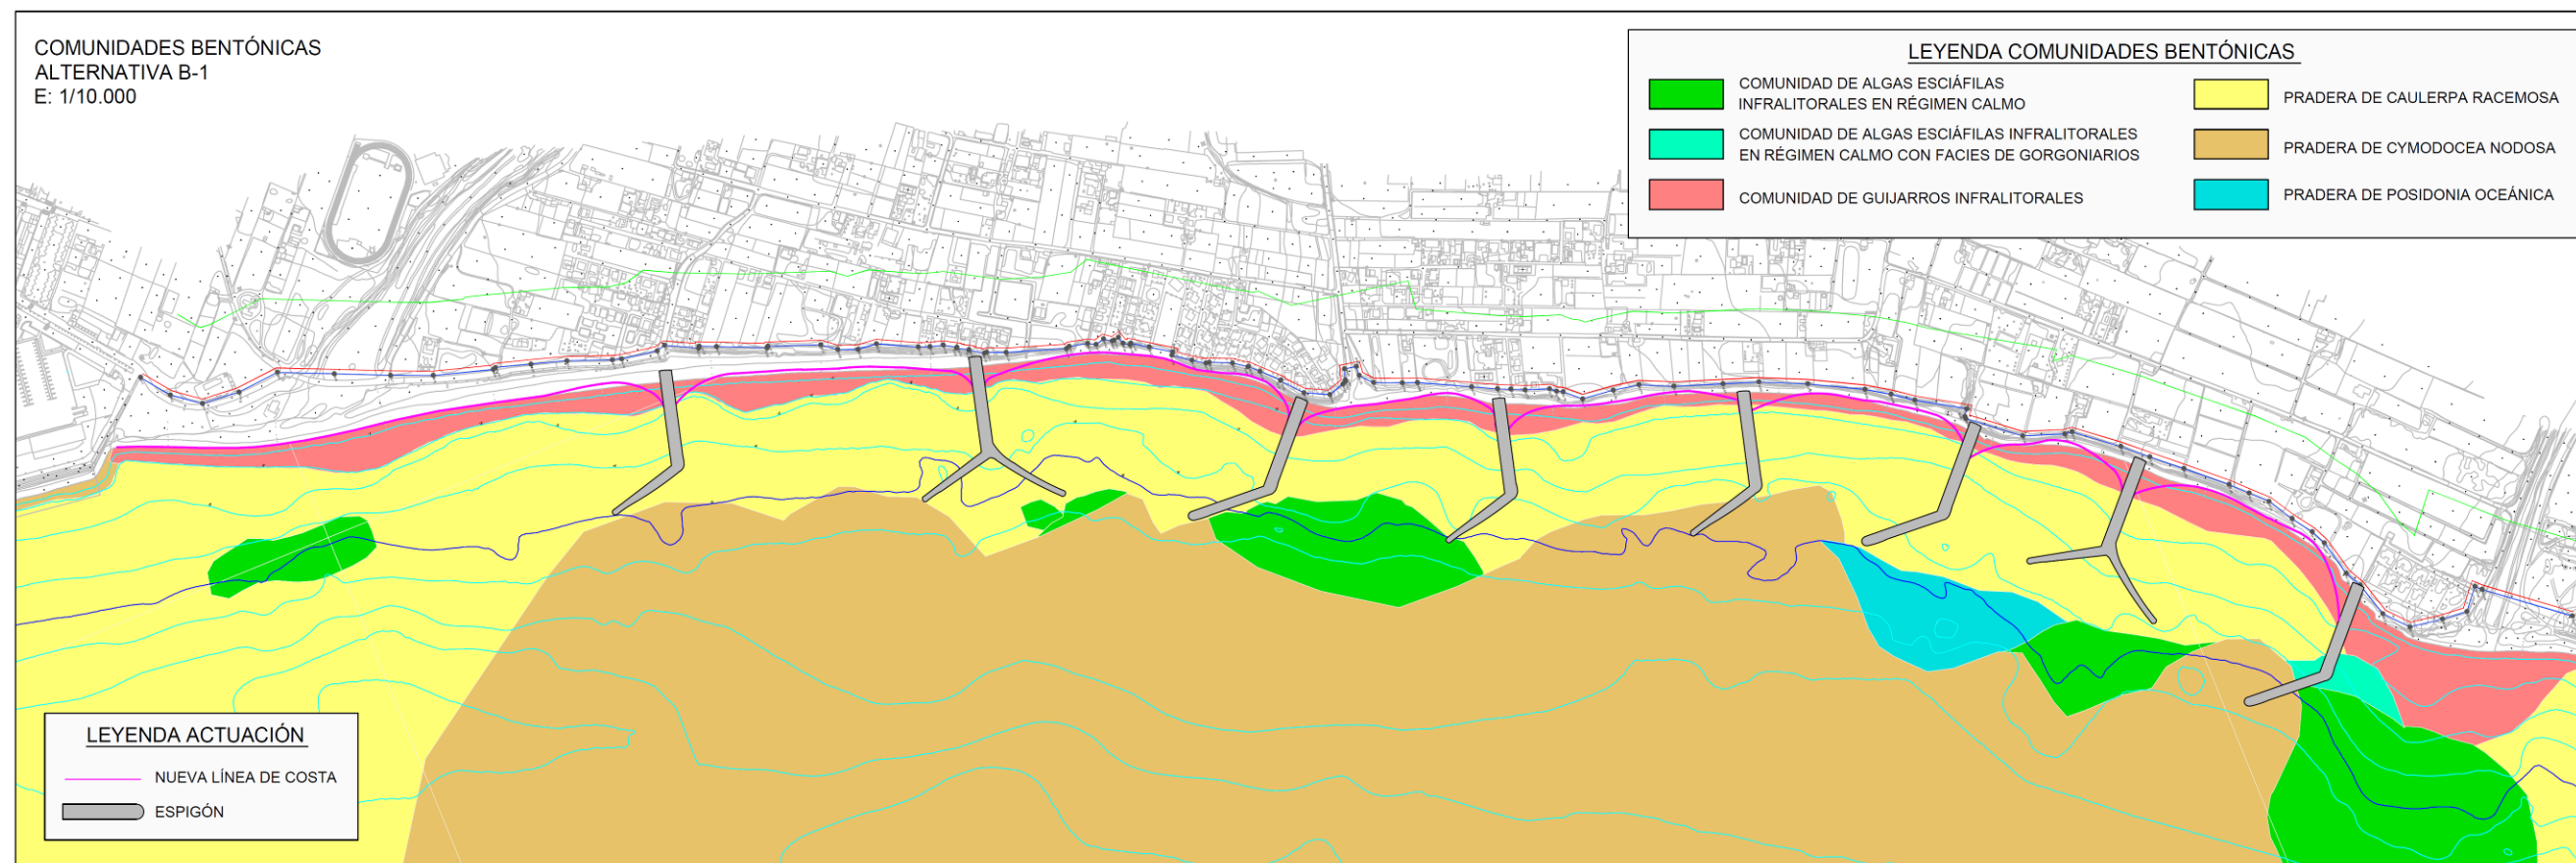 COMUNIDADES BENTÓNICAS
ALTERNATIVA B-1
E: 1/10.000
LEYENDA COMUNIDADES BENTÓNICAS
COMUNIDAD DE ALGAS ESCIÁFILAS
INFRALITORALES EN RÉGIMEN CALMO
COMUNIDAD DE ALGAS ESCIÁFILAS INFRALITORALES
EN RÉGIMEN CALMO CON FACIES DE GORGONIARIOS
COMUNIDAD DE GUIJARROS INFRALITORALES
PRADERA DE CAULERPA RACEMOSA
PRADERA DE CYMODOCEA NODOSA
PRADERA DE POSIDONIA OCEÁNICA
LEYENDA ACTUACIÓN
NUEVA LÍNEA DE COSTA
ESPIGÓN